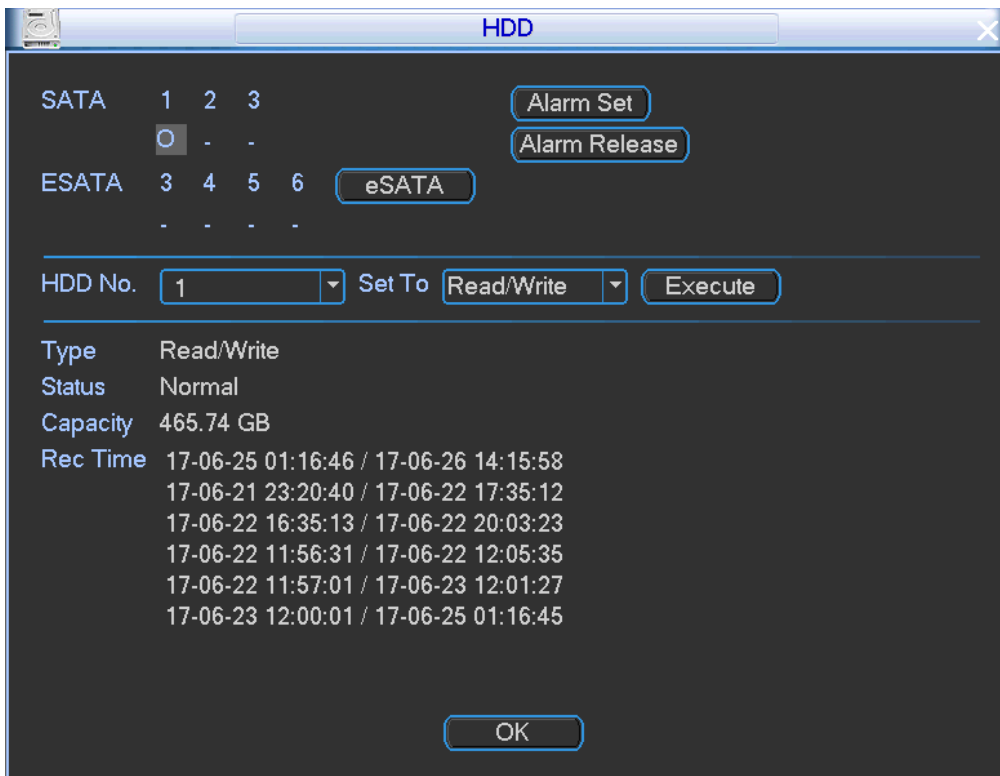 HDD
SATA 1 2 3 Alarm Set
O - - Alarm Release
ESATA 3 4 5 6 eSATA
- - - -
HDD No. 1 Set To Read/Write Execute
Type Read/Write
Status Normal
Capacity 465.74 GB
Rec Time 17-06-25 01:16:46 / 17-06-26 14:15:58
17-06-21 23:20:40 / 17-06-22 17:35:12
17-06-22 16:35:13 / 17-06-22 20:03:23
17-06-22 11:56:31 / 17-06-22 12:05:35
17-06-22 11:57:01 / 17-06-23 12:01:27
17-06-23 12:00:01 / 17-06-25 01:16:45
OK